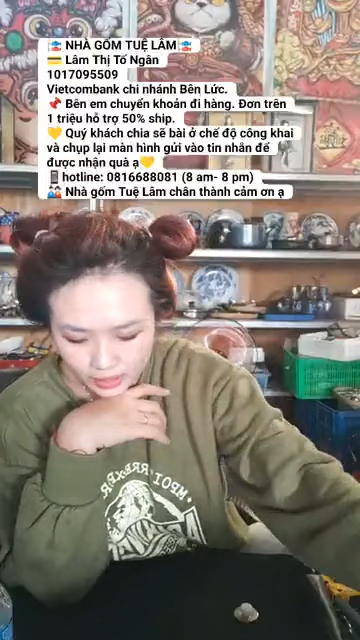 🎏 NHÀ GỐM TUỆ LÂM🎏
💳 Lâm Thị Tố Ngân
1017095509
Vietcombank chi nhánh Bên Lức.
📌 Bên em chuyển khoản đi hàng. Đơn trên
1 triệu hỗ trợ 50% ship.
💛 Quý khách chia sẽ bài ở chế độ công khai
và chụp lại màn hình gửi vào tin nhắn để
được nhận quà ạ💛
📱hotline: 0816688081 (8 am- 8 pm)
🎎 Nhà gốm Tuệ Lâm chân thành cảm ơn ạ